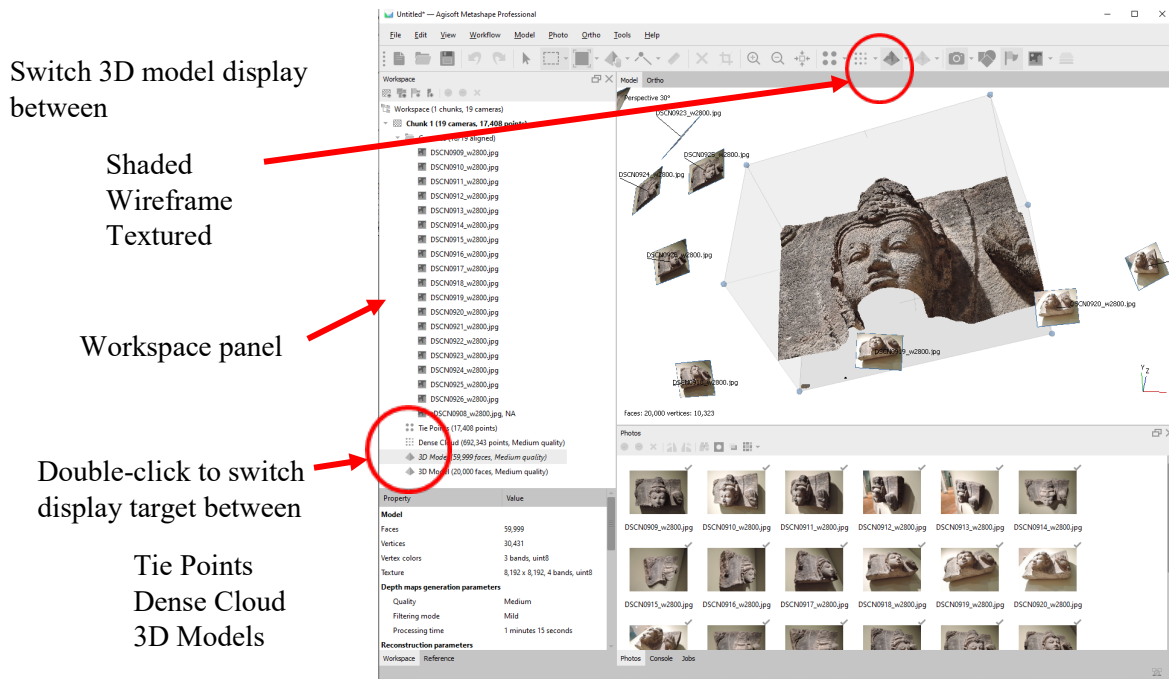 Switch 3D model display
between
Shaded
Wireframe
Textured
Workspace panel
Double-click to switch
display target between
Tie Points
Dense Cloud
3D Models
Untitled* — Agisoft Metashape Professional
File Edit View Workflow Model Photo Ortho Tools Help
Workspace
Workspace (1 chunks, 19 cameras)
Chunk 1 (19 cameras, 17,408 points)
DSCN0909_w2800.jpg
DSCN0910_w2800.jpg
DSCN0911_w2800.jpg
DSCN0912_w2800.jpg
DSCN0913_w2800.jpg
DSCN0914_w2800.jpg
DSCN0915_w2800.jpg
DSCN0916_w2800.jpg
DSCN0917_w2800.jpg
DSCN0918_w2800.jpg
DSCN0919_w2800.jpg
DSCN0920_w2800.jpg
DSCN0921_w2800.jpg
DSCN0922_w2800.jpg
DSCN0923_w2800.jpg
DSCN0924_w2800.jpg
DSCN0925_w2800.jpg
DSCN0926_w2800.jpg
DSCN0908_w2800.jpg, NA
Tie Points (17,408 points)
Dense Cloud (692,343 points, Medium quality)
3D Model (59,999 faces, Medium quality)
3D Model (20,000 faces, Medium quality)
Property Value
Model
Faces 59,999
Vertices 30,431
Vertex colors 3 bands, uint8
Texture 8,192 x 8,192, 4 bands, uint8
Depth maps generation parameters
Quality Medium
Filtering mode Mild
Processing time 1 minutes 15 seconds
Reconstruction parameters
Workspace Reference
Model Ortho
Perspective 30°
DSCN0923_w2800.jpg
DSCN0924_w2800.jpg
DSCN0920_w2800.jpg
Y Z
faces: 20,000 vertices: 10,323
Photos
DSCN0909_w2800.jpg DSCN0910_w2800.jpg DSCN0911_w2800.jpg DSCN0912_w2800.jpg DSCN0913_w2800.jpg DSCN0914_w2800.jpg
DSCN0915_w2800.jpg DSCN0916_w2800.jpg DSCN0917_w2800.jpg DSCN0918_w2800.jpg DSCN0919_w2800.jpg DSCN0920_w2800.jpg
Photos Console Jobs